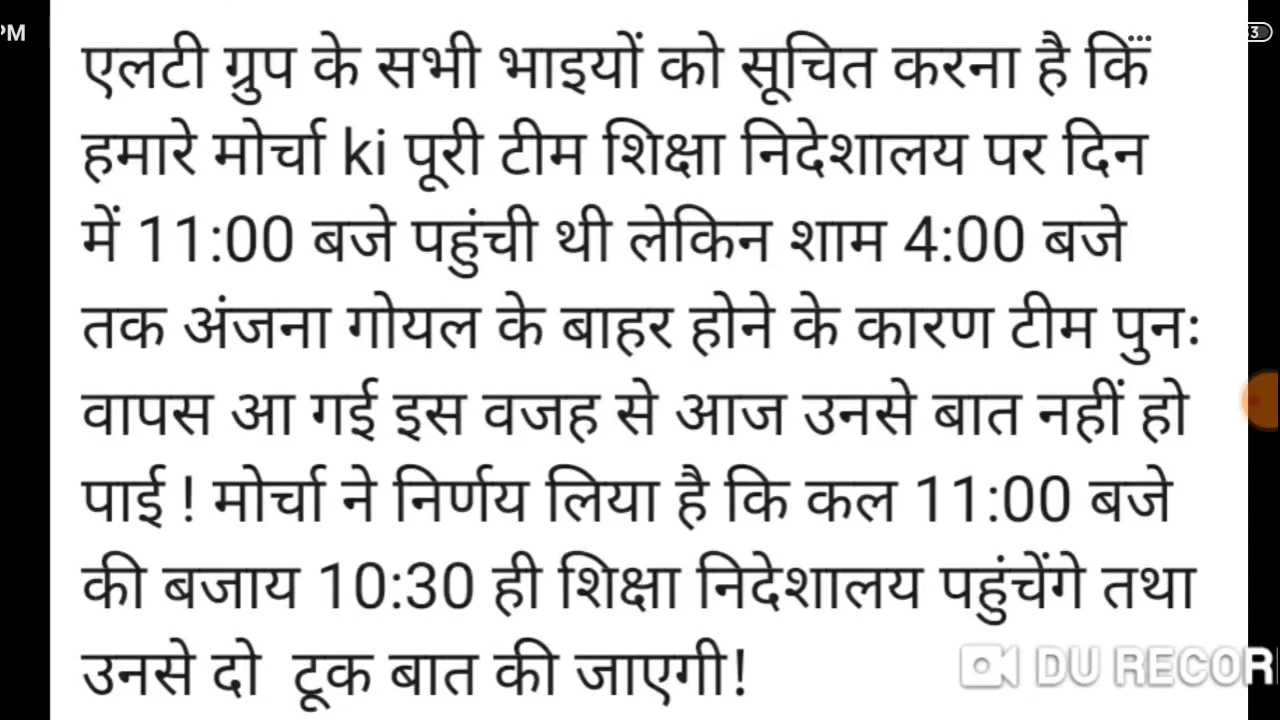 PM
एलटी ग्रुप के सभी भाइयों को सूचित करना है कि
हमारे मोर्चा ki पूरी टीम शिक्षा निदेशालय पर दिन
में 11:00 बजे पहुंची थी लेकिन शाम 4:00 बजे
तक अंजना गोयल के बाहर होने के कारण टीम पुनः
वापस आ गई इस वजह से आज उनसे बात नहीं हो
पाई ! मोर्चा ने निर्णय लिया है कि कल 11:00 बजे
की बजाय 10:30 ही शिक्षा निदेशालय पहुंचेंगे तथा
उनसे दो टूक बात की जाएगी!
DU RECOR